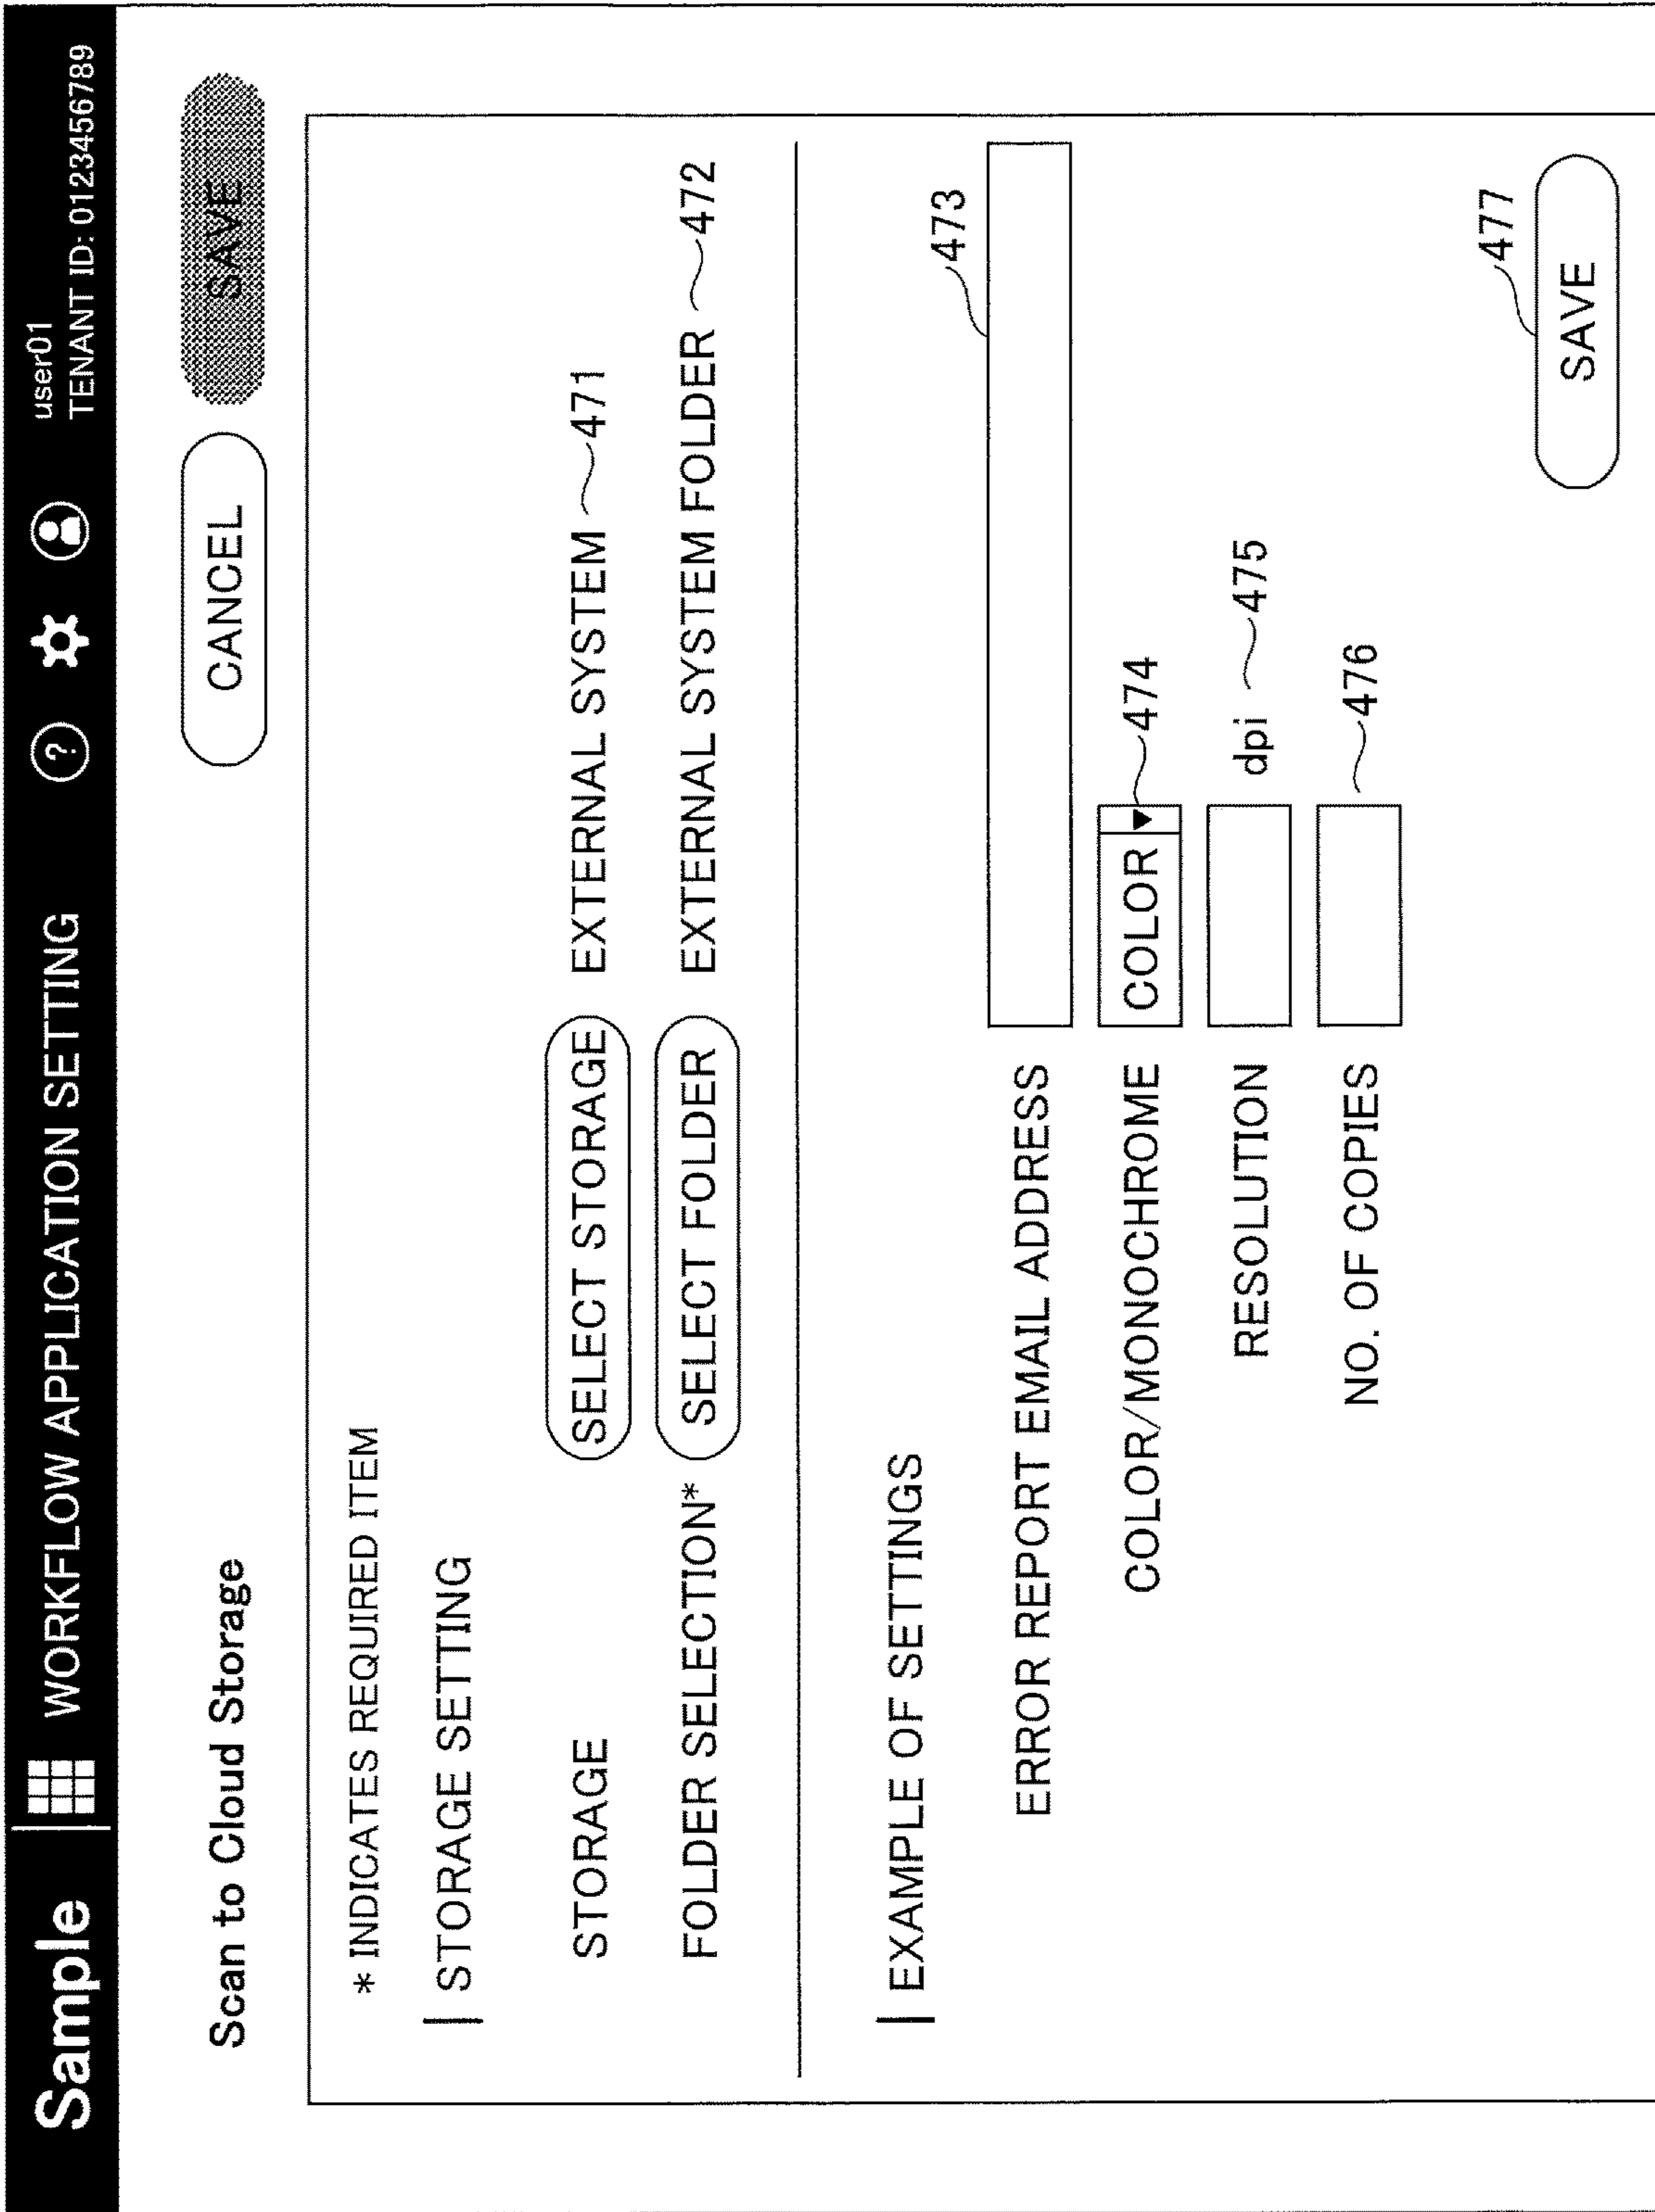 Sample WORKFLOW APPLICATION SETTING ? user01
TENANT ID: 0123456789
Scan to Cloud Storage CANCEL SAVE
* INDICATES REQUIRED ITEM
STORAGE SETTING
STORAGE SELECT STORAGE EXTERNAL SYSTEM 471
FOLDER SELECTION* SELECT FOLDER EXTERNAL SYSTEM FOLDER 472
EXAMPLE OF SETTINGS
473
ERROR REPORT EMAIL ADDRESS
COLOR/MONOCHROME COLOR 474
RESOLUTION dpi 475
NO. OF COPIES 476
477
SAVE